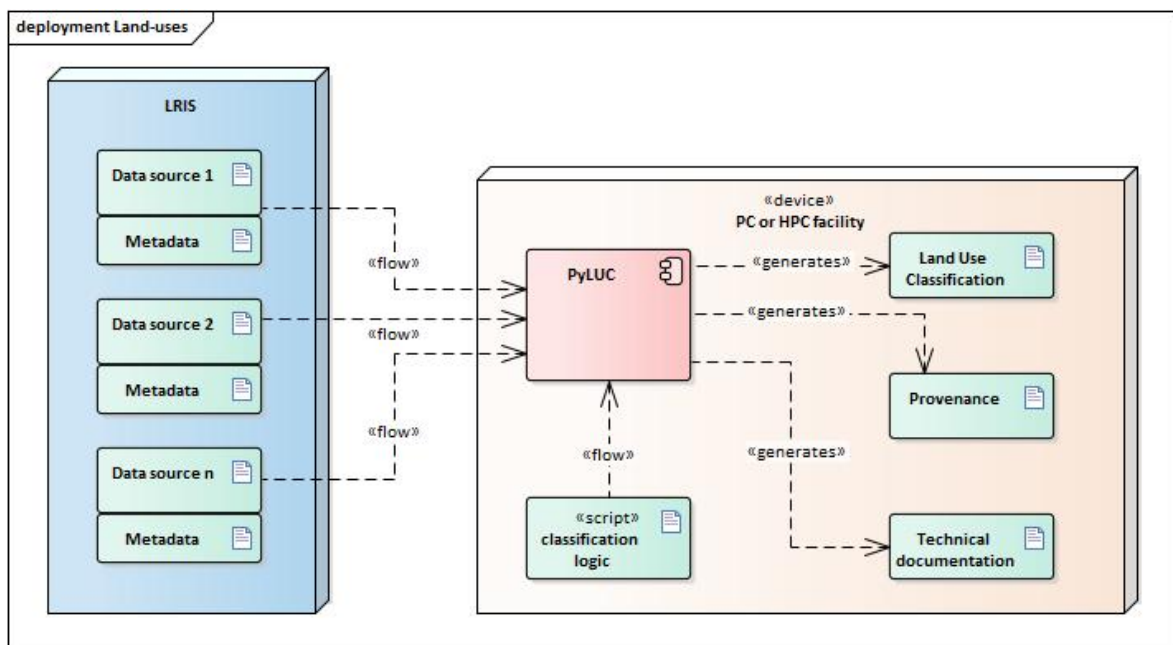 deployment Land-uses
LRIS
Data source 1
Metadata
Data source 2
Metadata
Data source n
Metadata
«flow»
«flow»
«flow»
«device»
PC or HPC facility
PyLUC
«generates»
Land Use
Classification
«generates»
Provenance
«flow»
«generates»
«script»
classification
logic
Technical
documentation